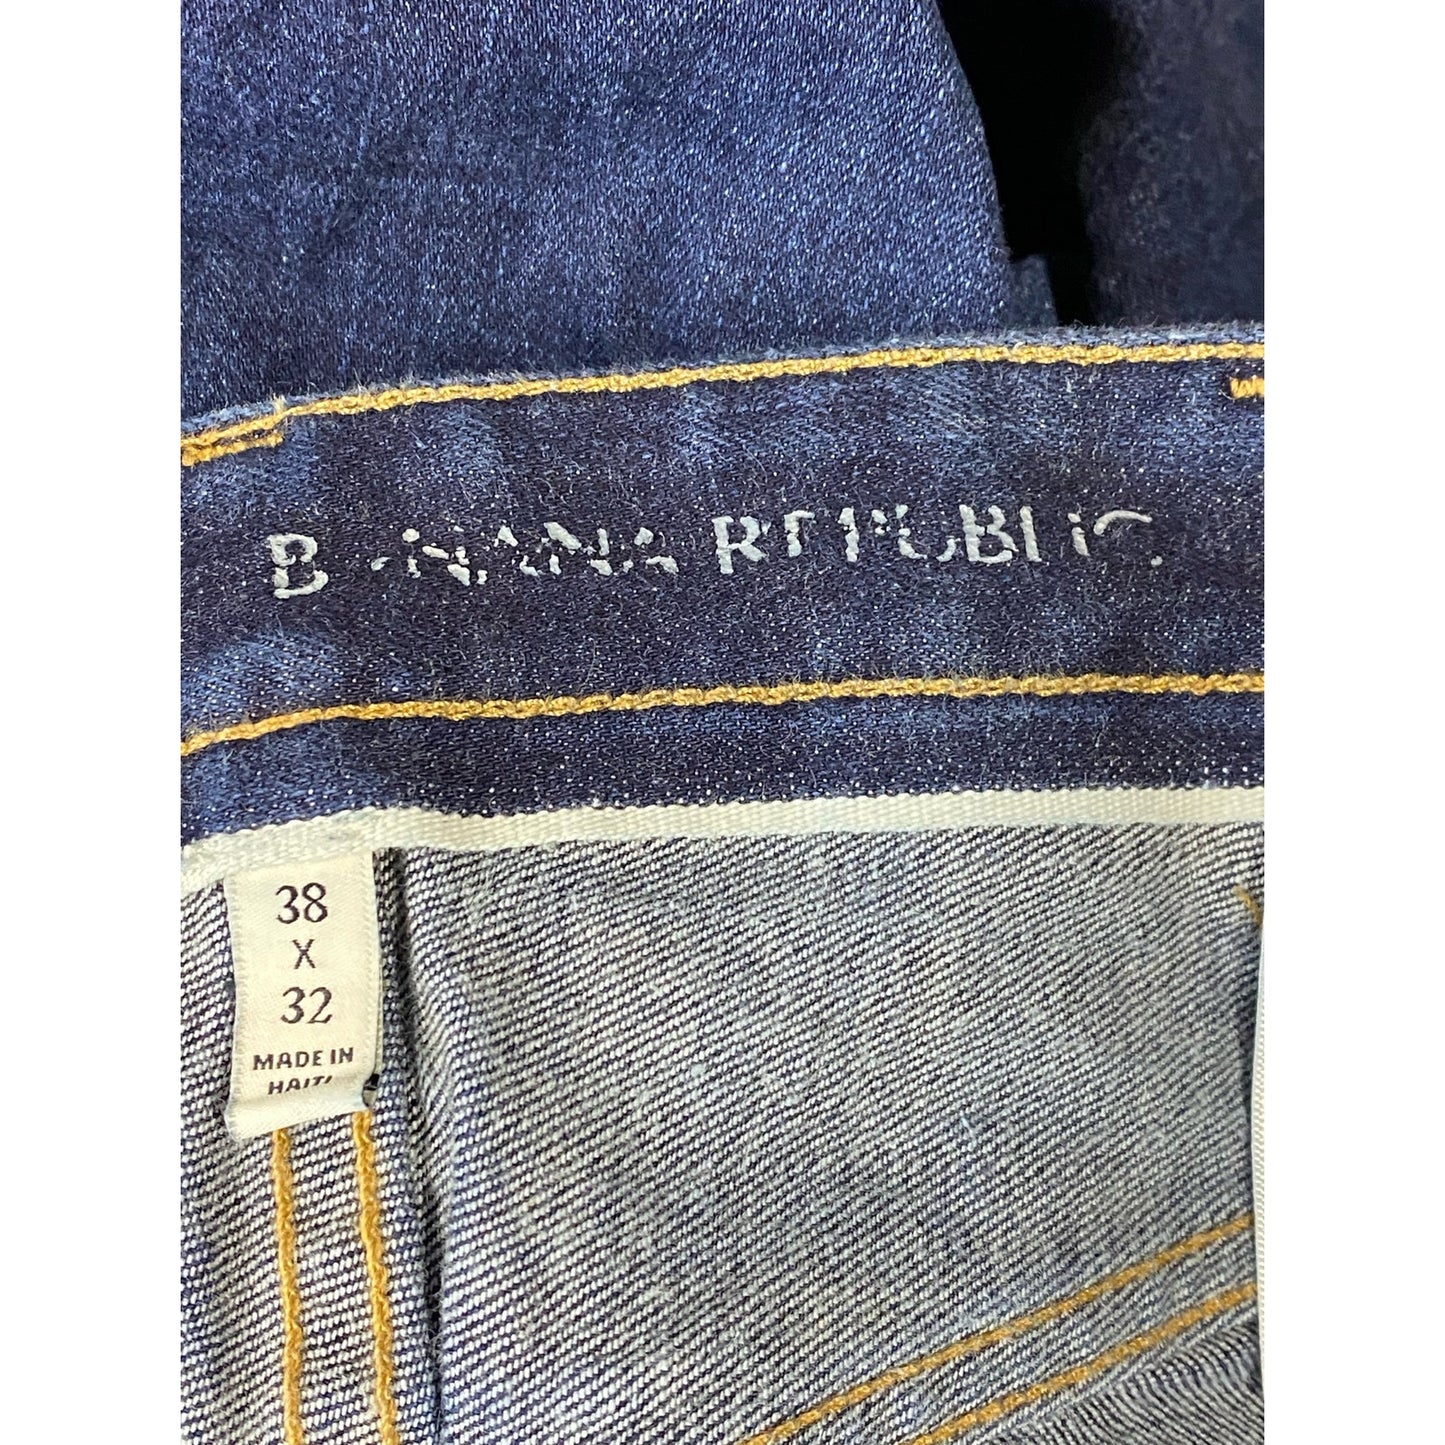 BANANA REPUBLIC
38
X
32
MADE IN
HAITI